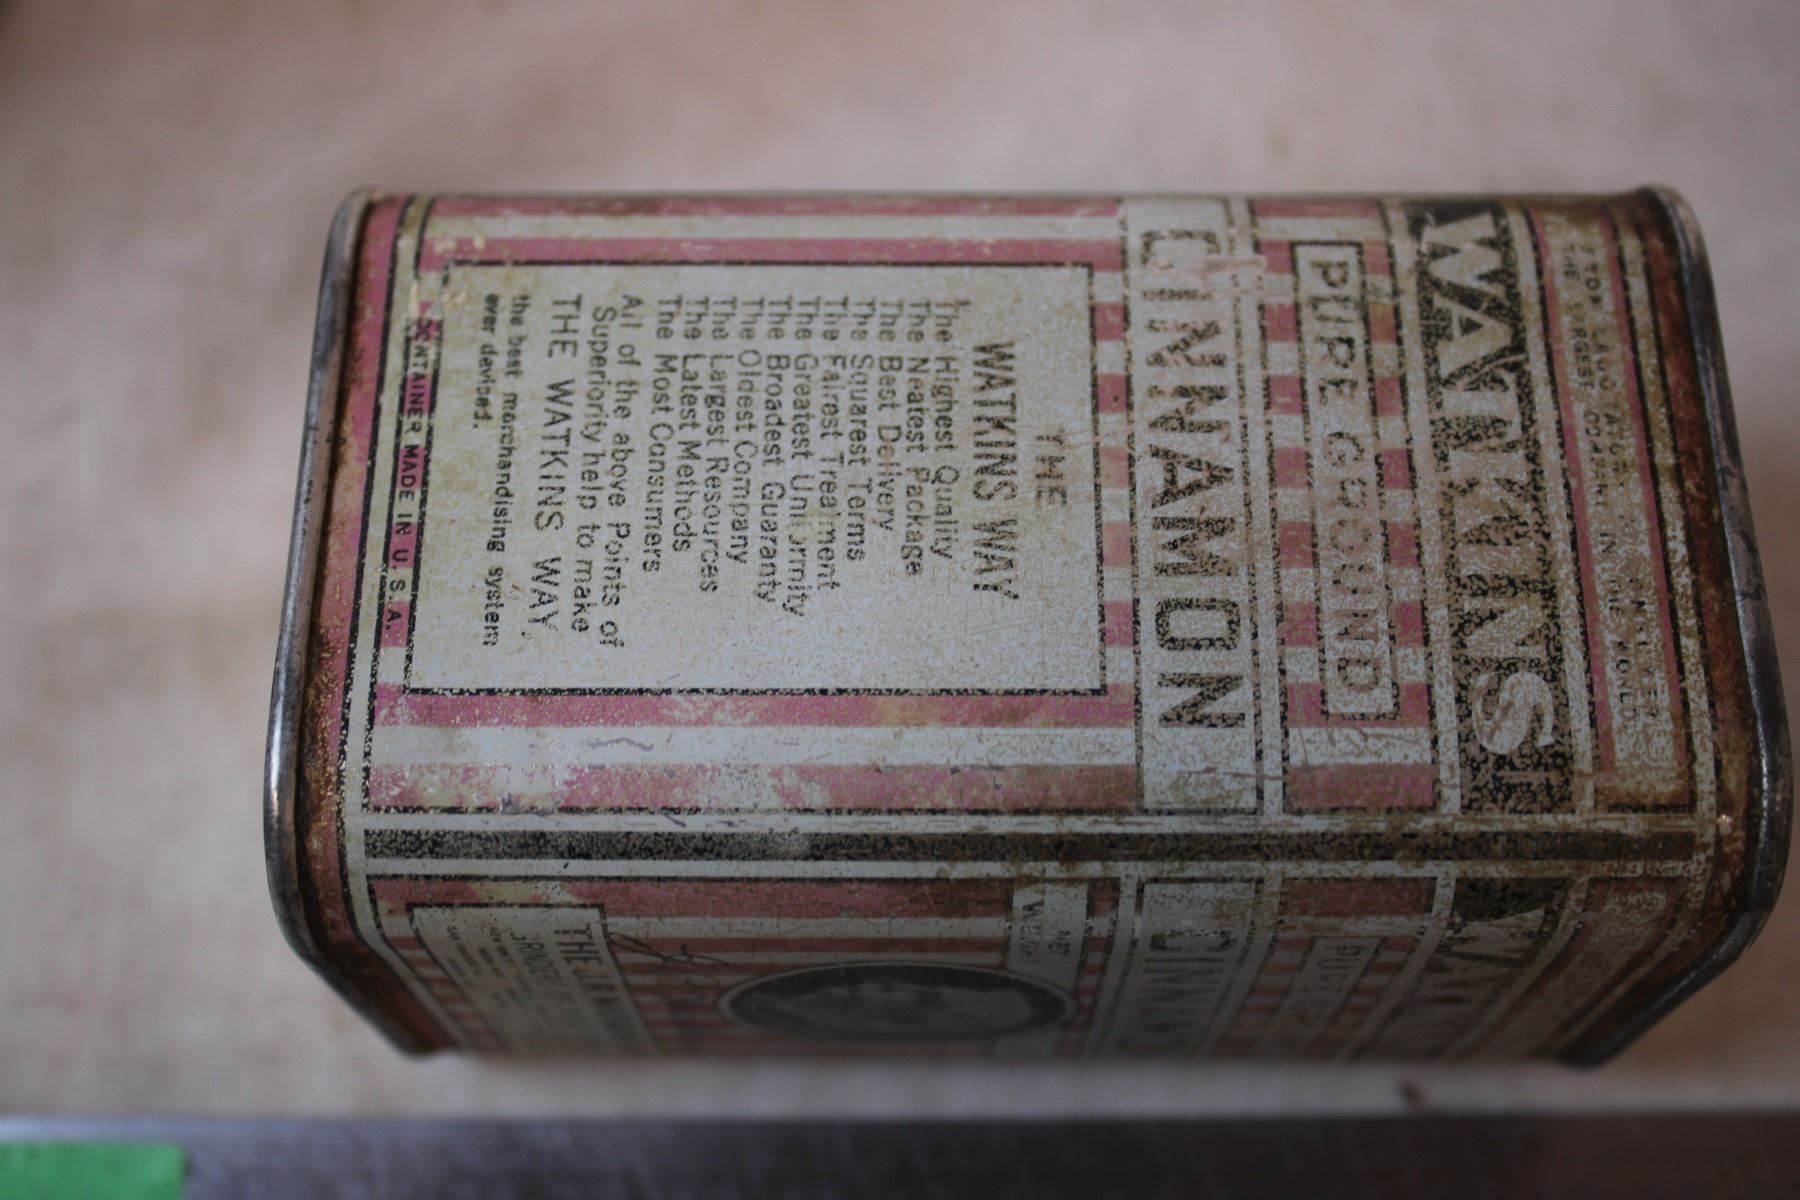 THE
IN THE WORLD
WATKINS
PURE GROUND
CINNAMON
THE
WATKINS WAY
The Highest Quality
The Neatest Package
The Best Delivery
The Squarest Terms
The Fairest Treatment
The Greatest Uniformity
The Broadest Guaranty
The Oldest Company
The Largest Resources
The Latest Methods
The Most Consumers
All of the above Points of
Superiority help to make
THE WATKINS WAY,
the best merchandising system
ever devised.
CONTAINER MADE IN U.S.A.
NET
WEIGHT
THE J.R.